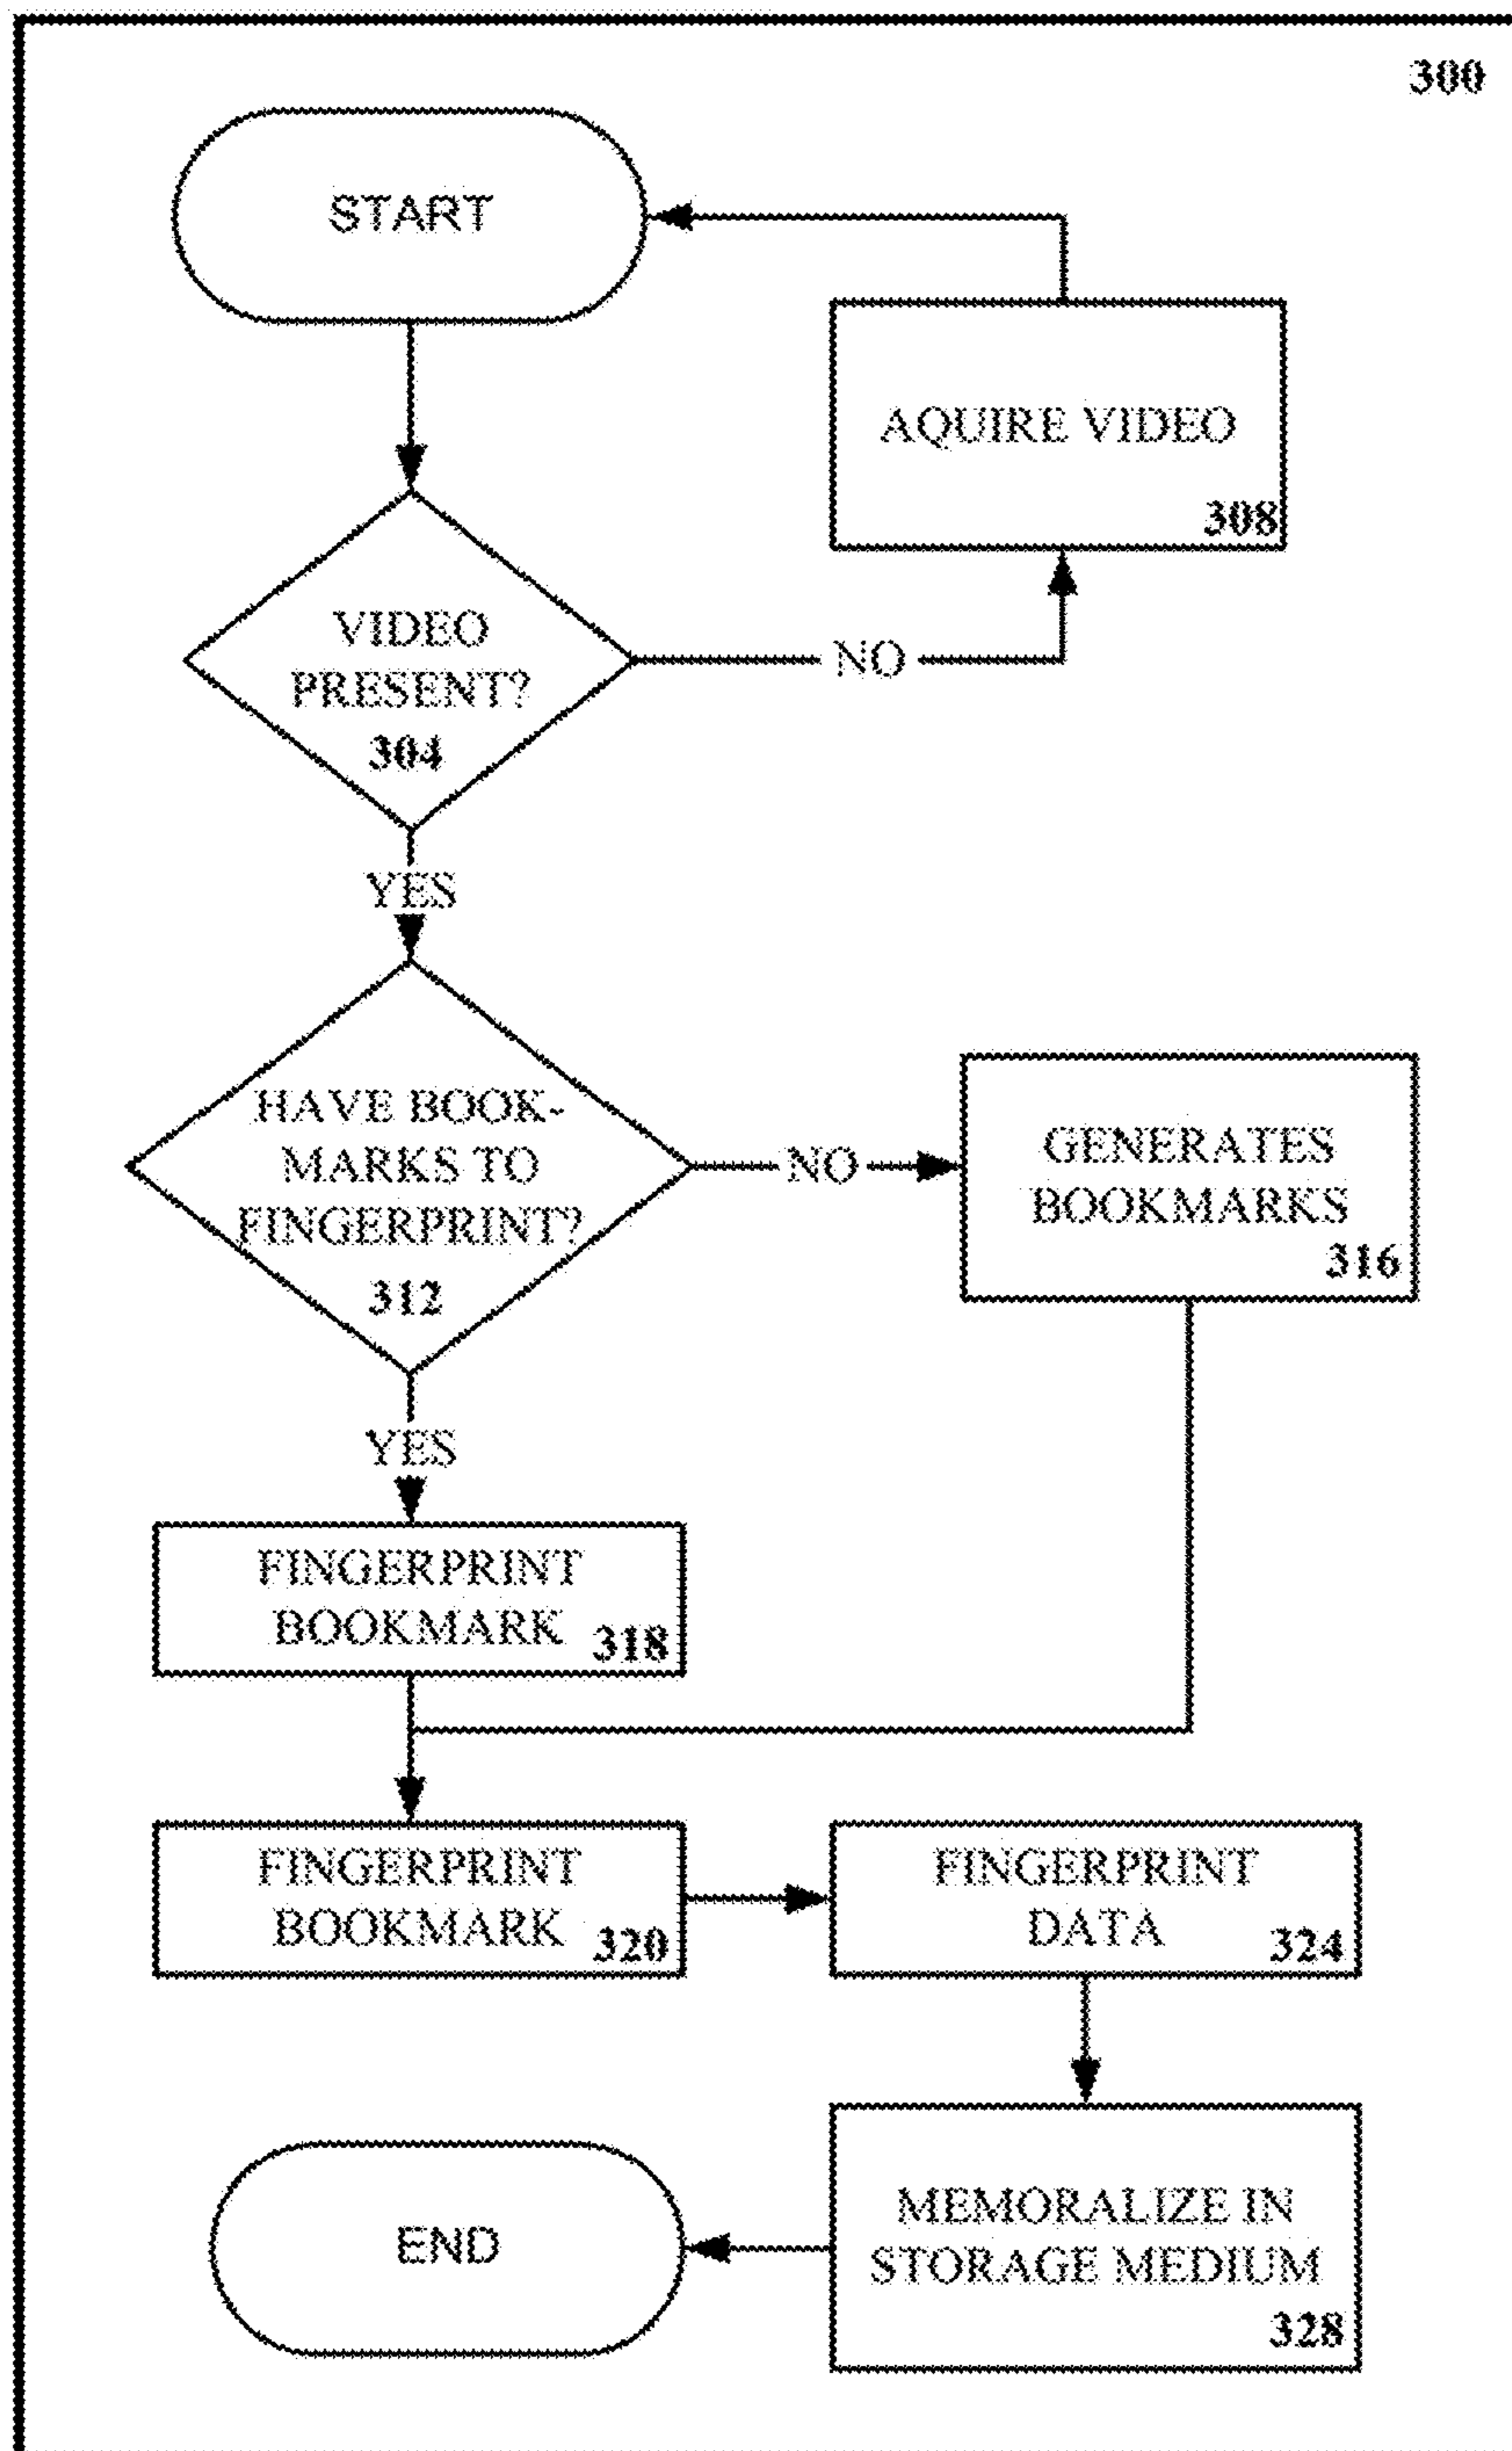 300
START
AQUIRE VIDEO
308
VIDEO
PRESENT?
304
NO
YES
HAVE BOOK-
MARKS TO
FINGERPRINT?
312
NO
GENERATES
BOOKMARKS
316
YES
FINGERPRINT
BOOKMARK
318
FINGERPRINT
BOOKMARK
320
FINGERPRINT
DATA
324
MEMORALIZE IN
STORAGE MEDIUM
328
END